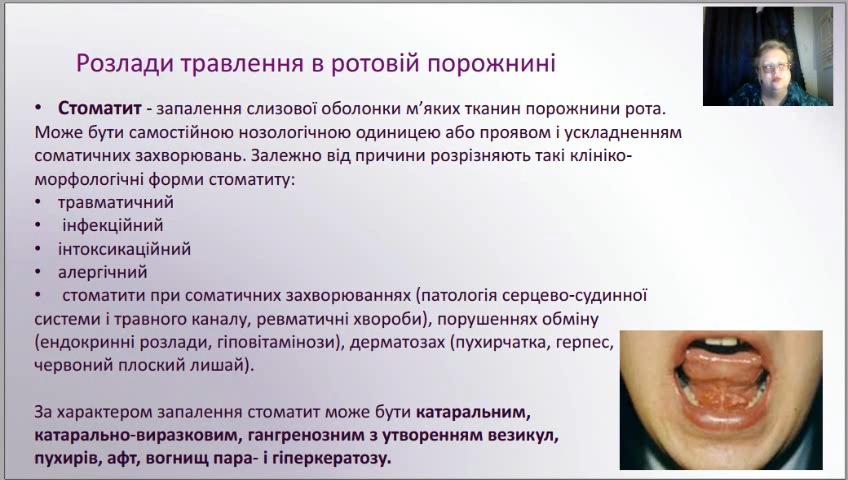 Розлади травлення в ротовій порожнині
• Стоматит - запалення слизової оболонки м’яких тканин порожнини рота.
Може бути самостійною нозологічною одиницею або проявом і ускладненням
соматичних захворювань. Залежно від причини розрізняють такі клініко-
морфологічні форми стоматиту:
• травматичний
• інфекційний
• інтоксикаційний
• алергічний
• стоматити при соматичних захворюваннях (патологія серцево-судинної
системи і травного каналу, ревматичні хвороби), порушеннях обміну
(ендокринні розлади, гіповітамінози), дерматозах (пухирчатка, герпес,
червоний плоский лишай).
За характером запалення стоматит може бути катаральним,
катарально-виразковим, гангренозним з утворенням везикул,
пухирів, афт, вогнищ пара- і гіперкератозу.